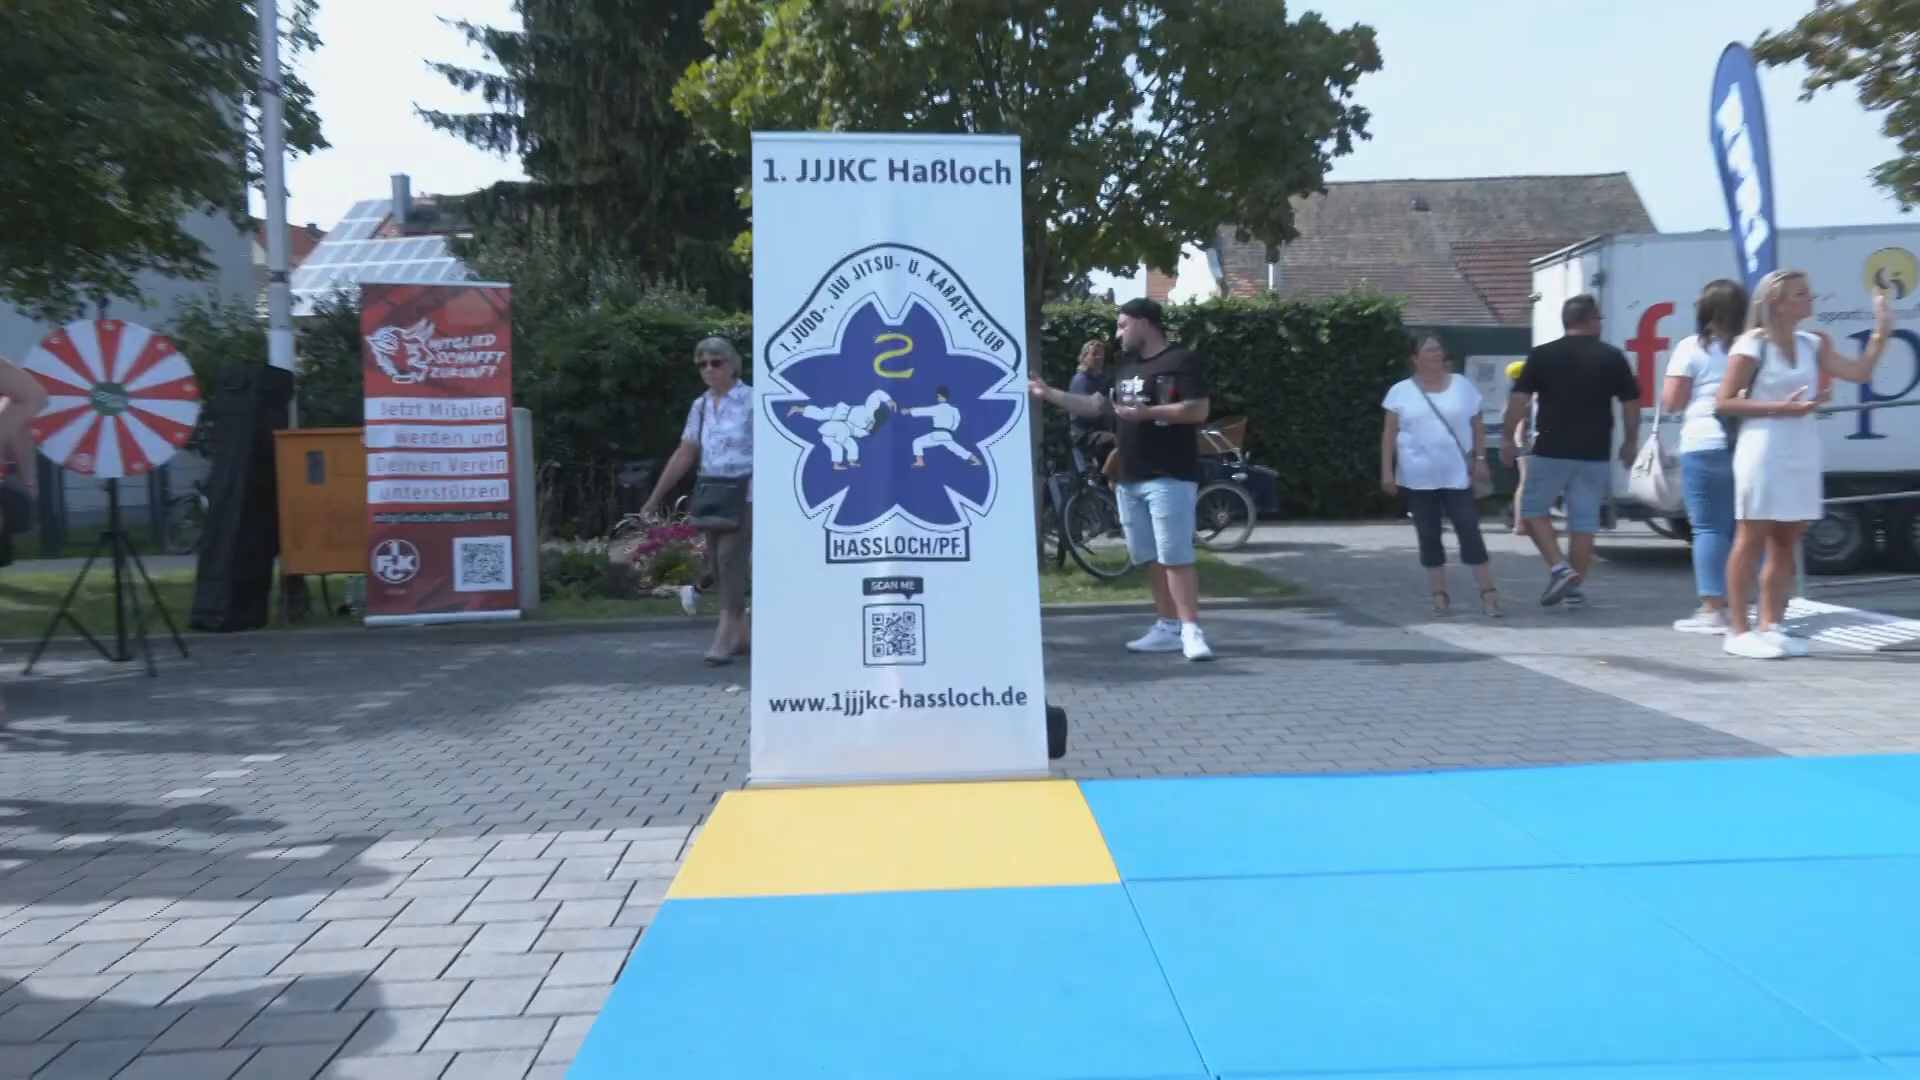 1. JJJKC Haßloch
1. JUDO-, JIU JITSU- U. KARATE-CLUB
HASSLOCH/PF.
SCAN ME
www.1jjjkc-hassloch.de
MITGLIED
SCHAFFT
ZUKUNFT
Jetzt Mitglied
werden und
Deinen Verein
unterstützen!
FCK
f
p